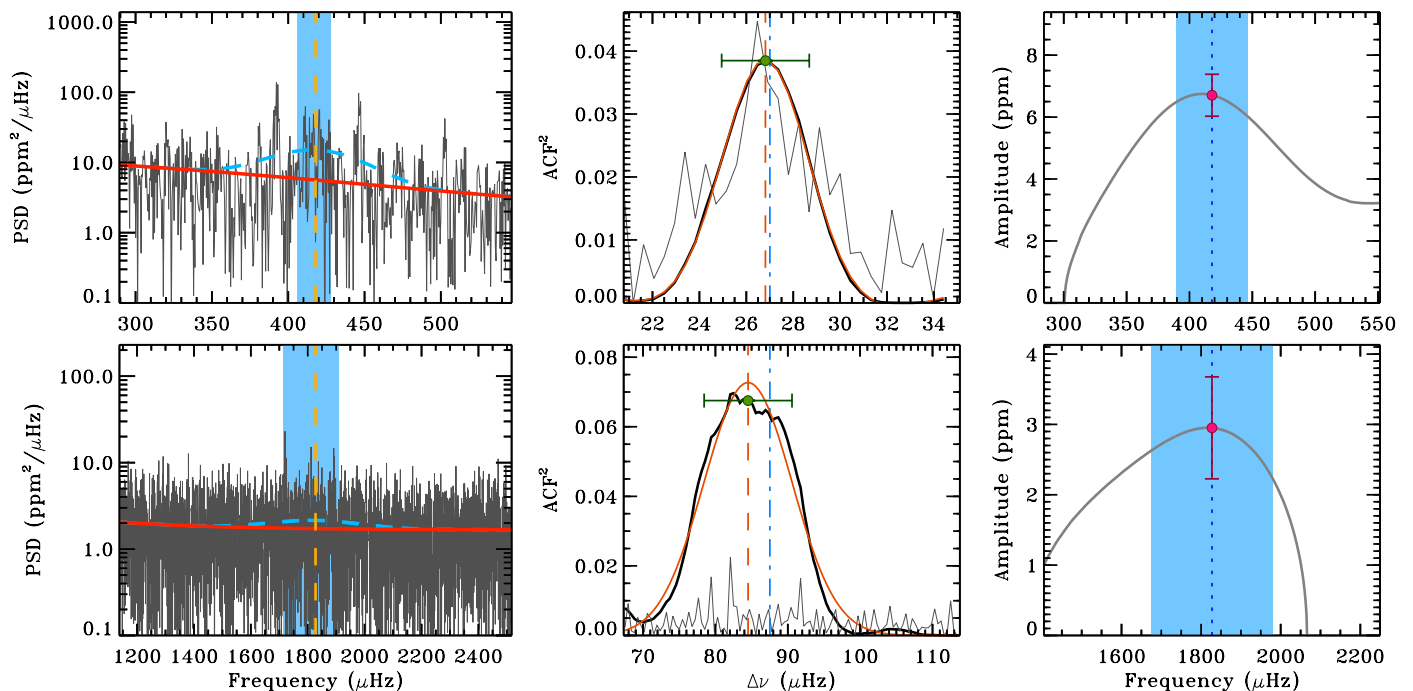 1000.0
100.0
10.0
1.0
0.1
PSD (ppm²/μHz)
300 350 400 450 500
0.04
0.03
0.02
0.01
0.00
ACF²
22 24 26 28 30 32 34
8
6
4
2
0
Amplitude (ppm)
300 350 400 450 500 550
100.0
10.0
1.0
0.1
PSD (ppm²/μHz)
1200 1400 1600 1800 2000 2200 2400
Frequency (μHz)
0.08
0.06
0.04
0.02
0.00
ACF²
70 80 90 100 110
Δν (μHz)
4
3
2
1
0
Amplitude (ppm)
1600 1800 2000 2200
Frequency (μHz)